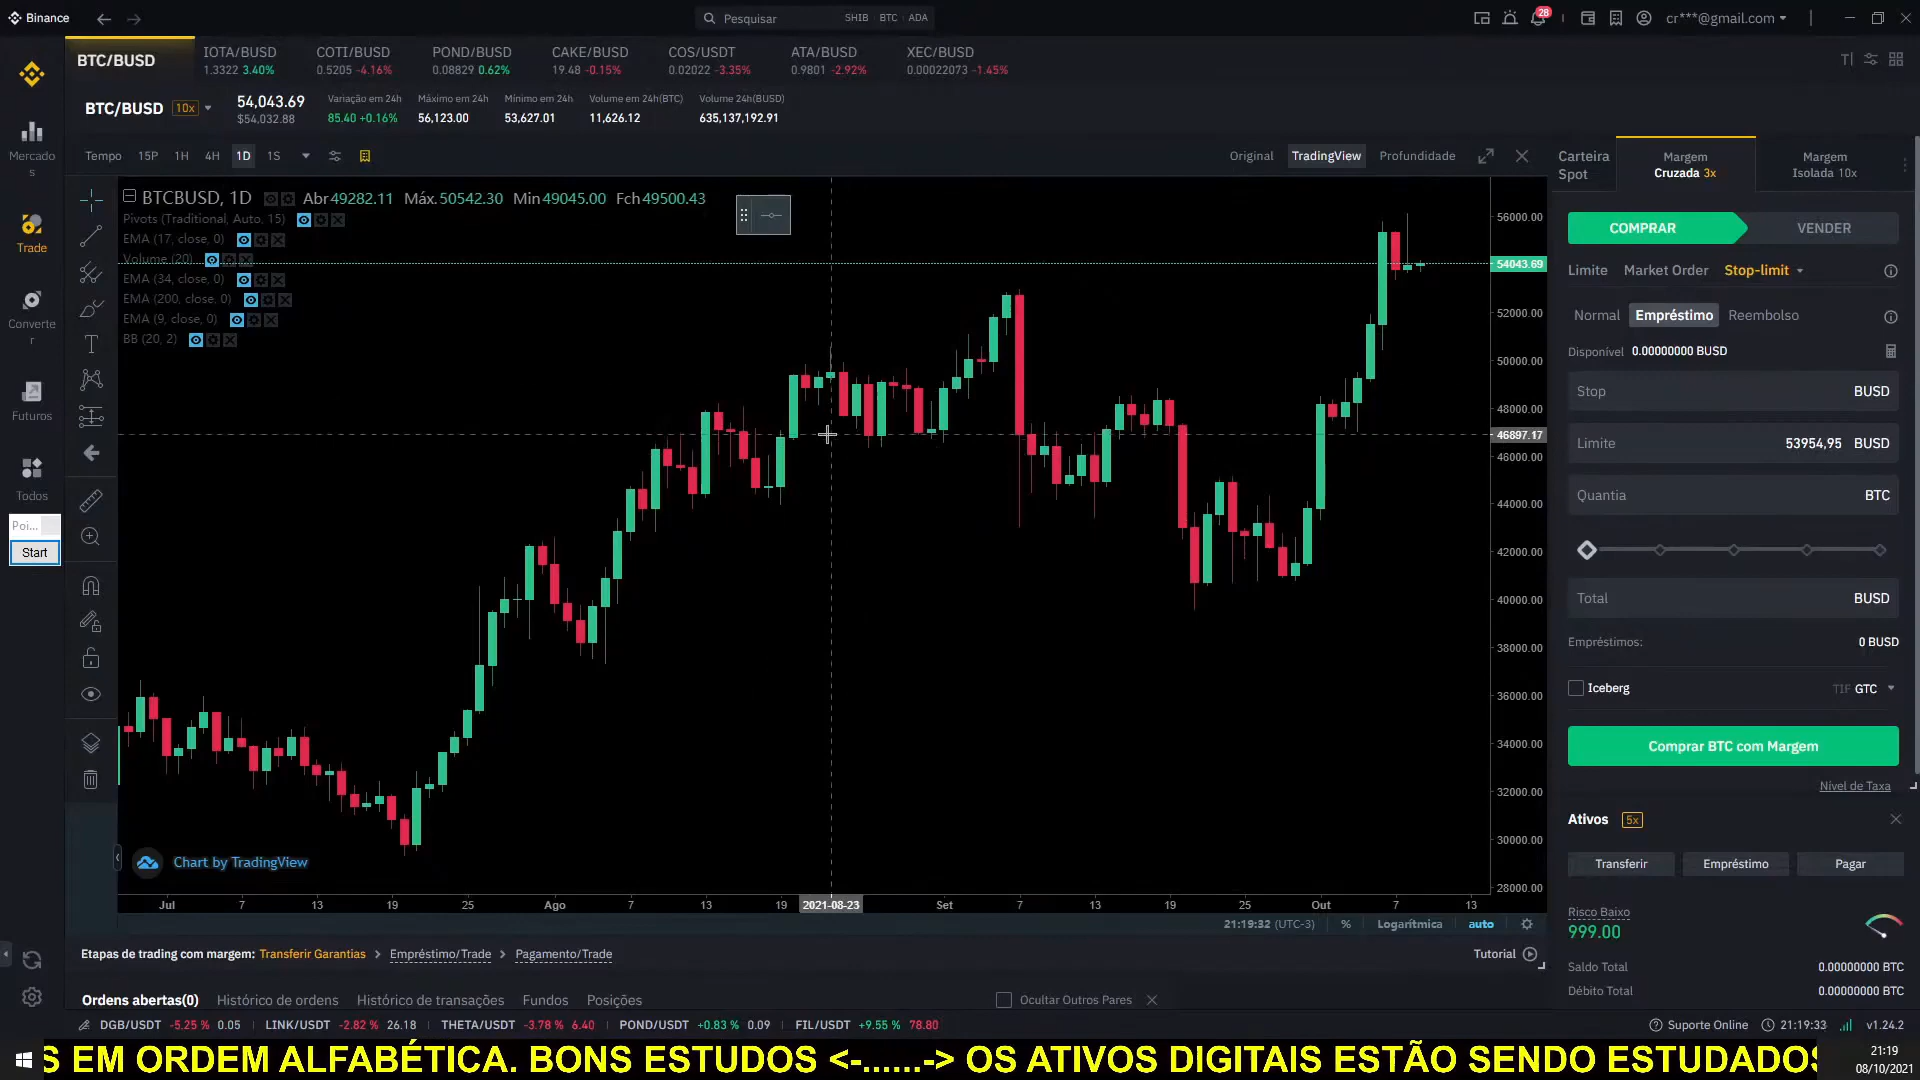 Binance
Pesquisar SHIB BTC ADA
28
cr***@gmail.com
BTC/BUSD
IOTA/BUSD
1.3322 3.40%
COTI/BUSD
0.5205 -4.16%
POND/BUSD
0.08829 0.62%
CAKE/BUSD
19.48 -0.15%
COS/USDT
0.02022 -3.35%
ATA/BUSD
0.9801 -2.92%
XEC/BUSD
0.00022073 -1.45%
BTC/BUSD 10x
54,043.69
$54,032.88
Variação em 24h
85.40 +0.16%
Máximo em 24h
56,123.00
Mínimo em 24h
53,627.01
Volume em 24h(BTC)
11,626.12
Volume 24h(BUSD)
635,137,192.91
Mercado
s
Trade
Converte
r
Futuros
Todos
Poi...
Start
Tempo 15P 1H 4H 1D 1S
Original TradingView Profundidade
BTCBUSD, 1D Abr49282.11 Máx.50542.30 Min49045.00 Fch49500.43
Pivots (Traditional, Auto, 15)
EMA (17, close, 0)
Volume (20)
EMA (34, close, 0)
EMA (200, close, 0)
EMA (9, close, 0)
BB (20, 2)
56000.00
54043.69
52000.00
50000.00
48000.00
46897.17
46000.00
44000.00
42000.00
40000.00
38000.00
36000.00
34000.00
32000.00
30000.00
28000.00
Chart by TradingView
Jul 7 13 19 25 Ago 7 13 19 2021-08-23 Set 7 13 19 25 Out 7 13
21:19:32 (UTC-3) % Logarítmica auto
Carteira
Spot
Margem
Cruzada 3x
Margem
Isolada 10x
COMPRAR VENDER
Limite Market Order Stop-limit
Normal Empréstimo Reembolso
Disponível 0.00000000 BUSD
Stop BUSD
Limite 53954,95 BUSD
Quantia BTC
Total BUSD
Empréstimos: 0 BUSD
Iceberg TIF GTC
Comprar BTC com Margem
Nível de Taxa
Ativos 5x
Transferir Empréstimo Pagar
Risco Baixo
999.00
Saldo Total 0.00000000 BTC
Débito Total 0.00000000 BTC
Etapas de trading com margem: Transferir Garantias > Empréstimo/Trade > Pagamento/Trade
Tutorial
Ordens abertas(0) Histórico de ordens Histórico de transações Fundos Posições
Ocultar Outros Pares
DGB/USDT -5.25 % 0.05 LINK/USDT -2.82 % 26.18 THETA/USDT -3.78 % 6.40 POND/USDT +0.83 % 0.09 FIL/USDT +9.55 % 78.80
Suporte Online 21:19:33 v1.24.2
S EM ORDEM ALFABÉTICA. BONS ESTUDOS <-......-> OS ATIVOS DIGITAIS ESTÃO SENDO ESTUDADOS
21:19
08/10/2021